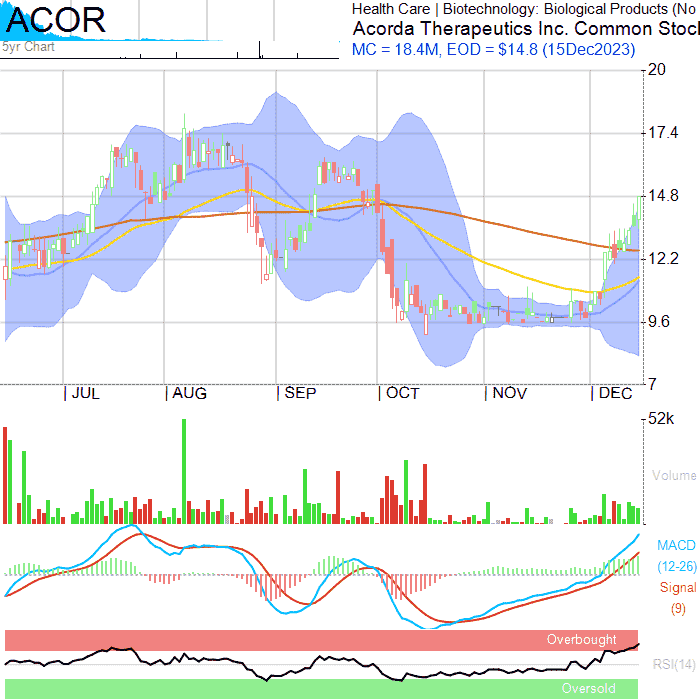 ACOR
Health Care | Biotechnology: Biological Products (No
Acorda Therapeutics Inc. Common Stoc
5yr Chart
MC = 18.4M, EOD = $14.8 (15Dec2023)
20
17.4
14.8
12.2
9.6
7
| JUL | AUG | SEP | OCT | NOV | DEC
52k
Volume
MACD
(12-26)
Signal
(9)
Overbought
RSI(14)
Oversold